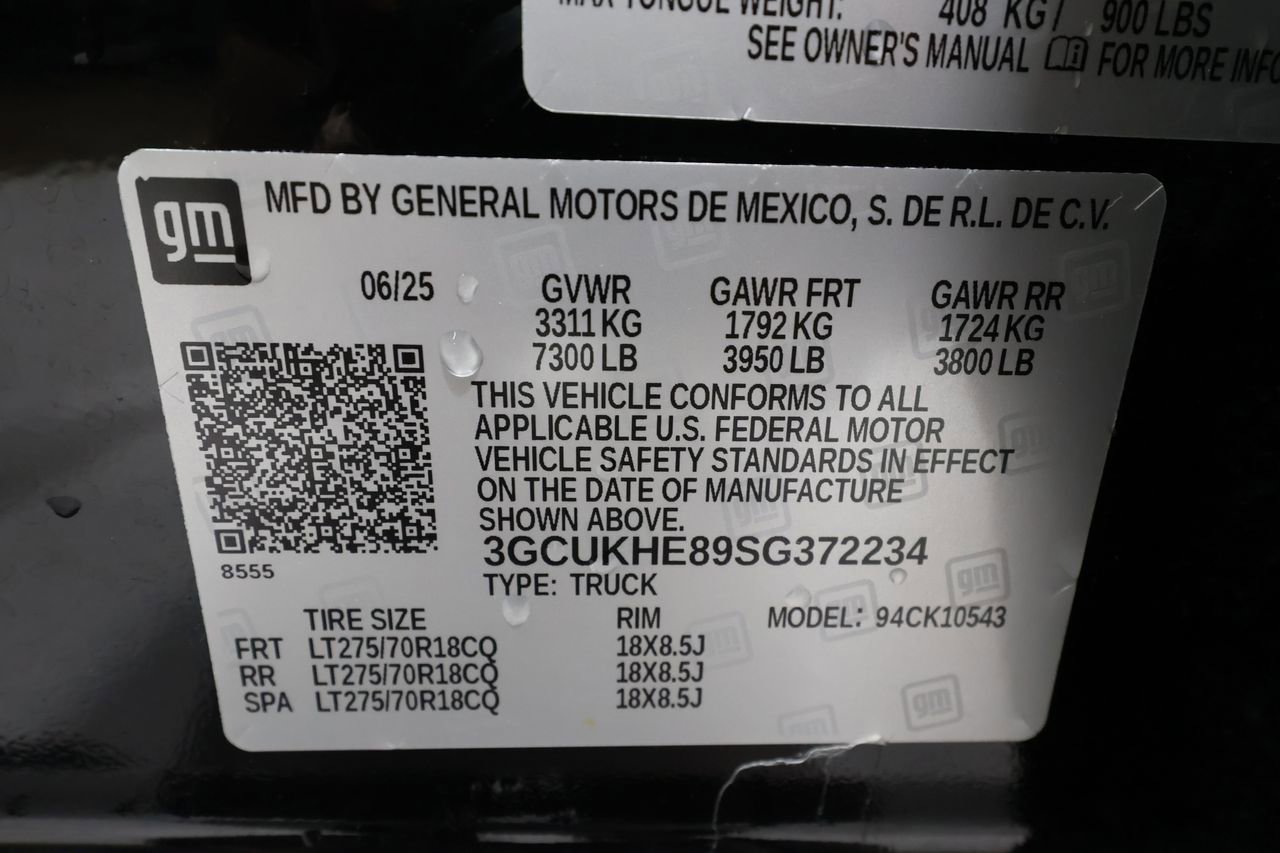 MAX TONGUE WEIGHT: 408 KG / 900 LBS
SEE OWNER'S MANUAL FOR MORE INFO
gm
MFD BY GENERAL MOTORS DE MEXICO, S. DE R.L. DE C.V.
06/25 GVWR GAWR FRT GAWR RR
3311 KG 1792 KG 1724 KG
7300 LB 3950 LB 3800 LB
THIS VEHICLE CONFORMS TO ALL
APPLICABLE U.S. FEDERAL MOTOR
VEHICLE SAFETY STANDARDS IN EFFECT
ON THE DATE OF MANUFACTURE
SHOWN ABOVE.
3GCUKHE89SG372234
8555
TYPE: TRUCK
TIRE SIZE RIM MODEL: 94CK10543
FRT LT275/70R18CQ 18X8.5J
RR LT275/70R18CQ 18X8.5J
SPA LT275/70R18CQ 18X8.5J